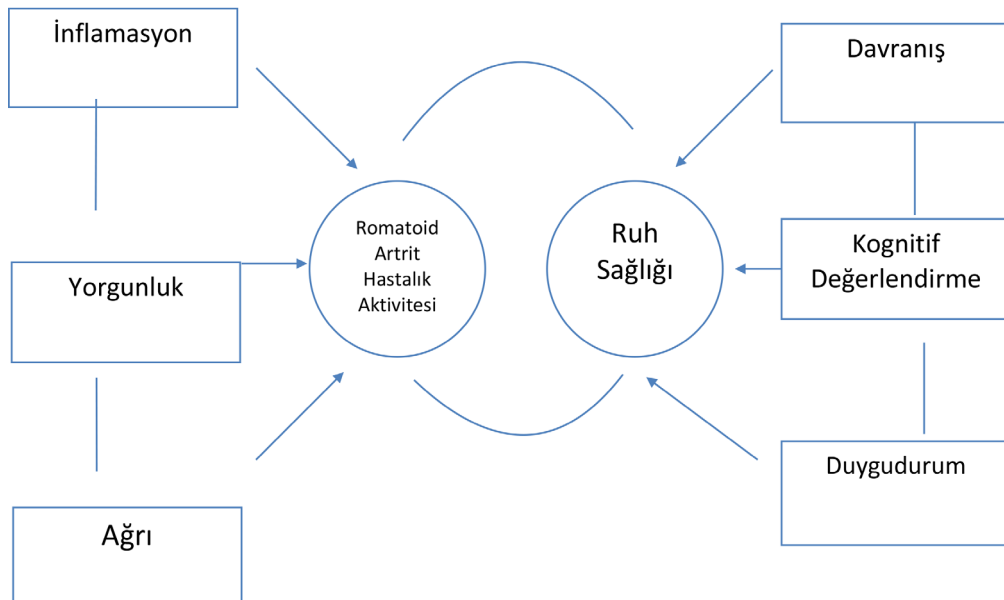 İnflamasyon
Yorgunluk
Ağrı
Romatoid
Artrit
Hastalık
Aktivitesi
Ruh
Sağlığı
Davranış
Kognitif
Değerlendirme
Duygudurum